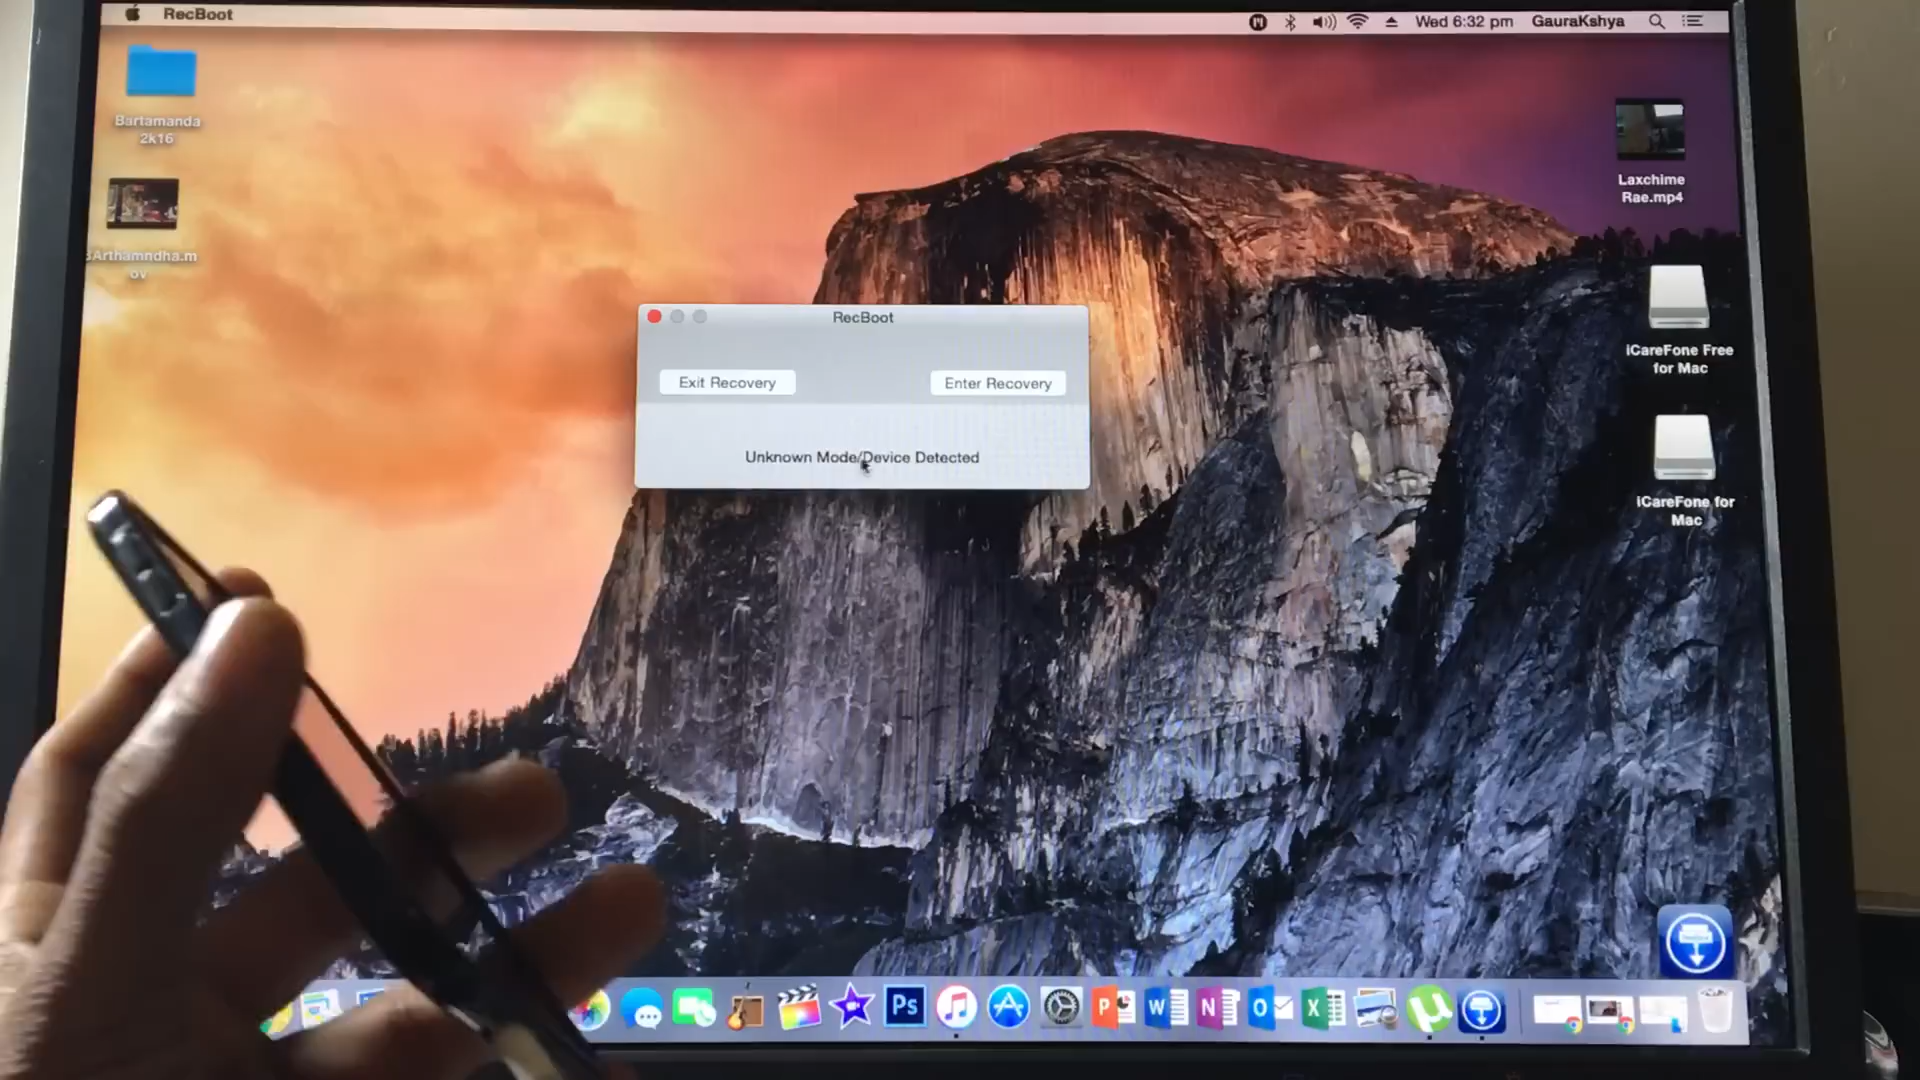 RecBoot
Wed 6:32 pm
GauraKshya
Bartamanda
2k16
Arthamndha.m
ov
Laxchime
Rae.mp4
RecBoot
Exit Recovery
Enter Recovery
Unknown Mode/Device Detected
iCareFone Free
for Mac
iCareFone for
Mac
Ps
P
W
N
O
X